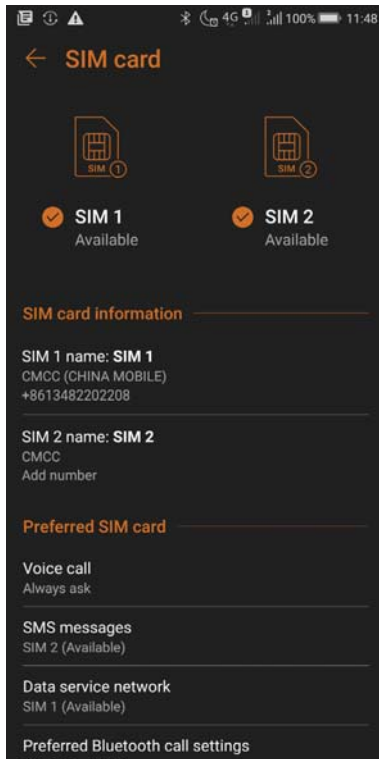 4G 100% 11:48
SIM card
SIM 1
SIM 2
SIM 1
Available
SIM 2
Available
SIM card information
SIM 1 name: SIM 1
CMCC (CHINA MOBILE)
+8613482202208
SIM 2 name: SIM 2
CMCC
Add number
Preferred SIM card
Voice call
Always ask
SMS messages
SIM 2 (Available)
Data service network
SIM 1 (Available)
Preferred Bluetooth call settings